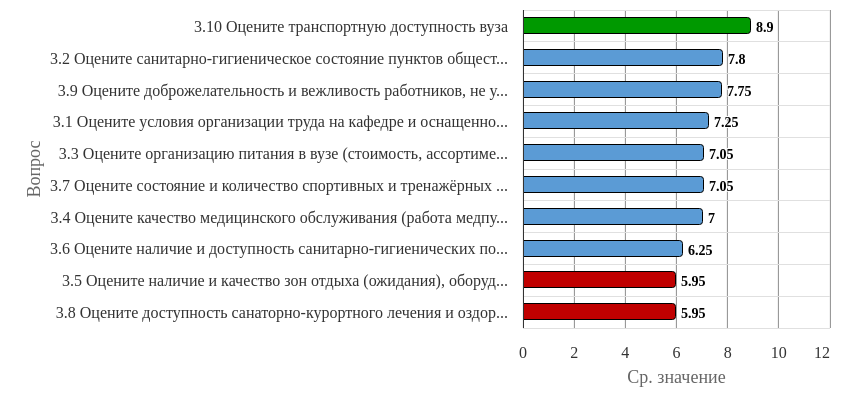 3.10 Оцените транспортную доступность вуза 8.9
3.2 Оцените санитарно-гигиеническое состояние пунктов общест... 7.8
3.9 Оцените доброжелательность и вежливость работников, не у... 7.75
3.1 Оцените условия организации труда на кафедре и оснащенно... 7.25
3.3 Оцените организацию питания в вузе (стоимость, ассортиме... 7.05
3.7 Оцените состояние и количество спортивных и тренажёрных ... 7.05
3.4 Оцените качество медицинского обслуживания (работа медпу... 7
3.6 Оцените наличие и доступность санитарно-гигиенических по... 6.25
3.5 Оцените наличие и качество зон отдыха (ожидания), оборуд... 5.95
3.8 Оцените доступность санаторно-курортного лечения и оздор... 5.95
Вопрос
0 2 4 6 8 10 12
Ср. значение